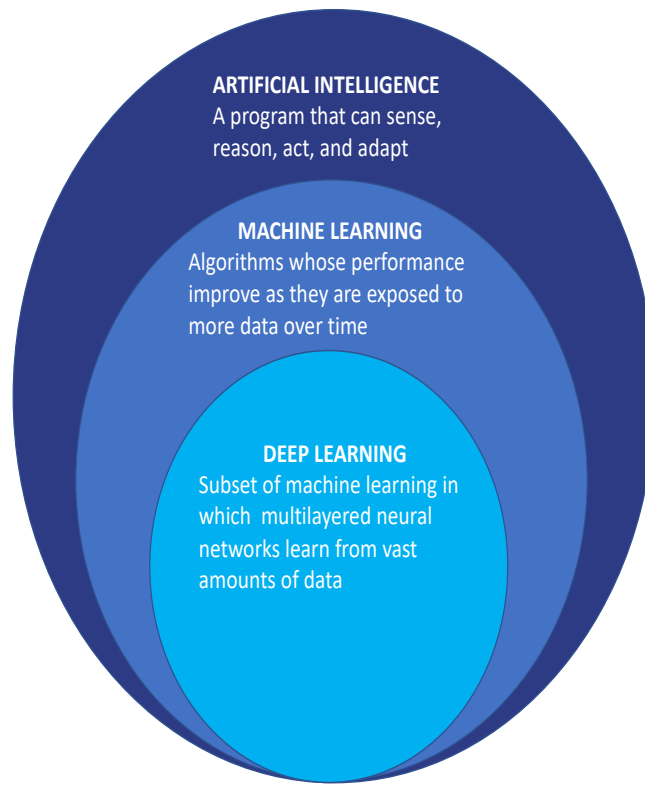 ARTIFICIAL INTELLIGENCE
A program that can sense,
reason, act, and adapt
MACHINE LEARNING
Algorithms whose performance
improve as they are exposed to
more data over time
DEEP LEARNING
Subset of machine learning in
which multilayered neural
networks learn from vast
amounts of data